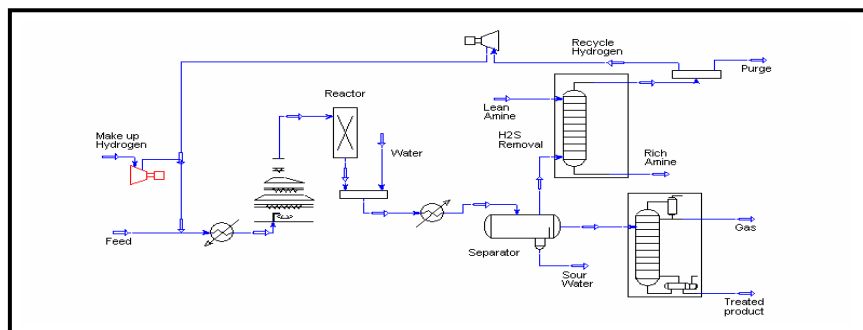 Recycle
Hydrogen
Purge
Reactor
Lean
Amine
H2S
Removal
Make up
Hydrogen
Water
Rich
Amine
Feed
Separator
Gas
Sour
Water
Treated
product